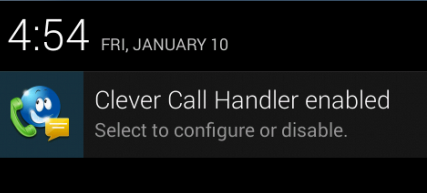 4:54 FRI, JANUARY 10
Clever Call Handler enabled
Select to configure or disable.